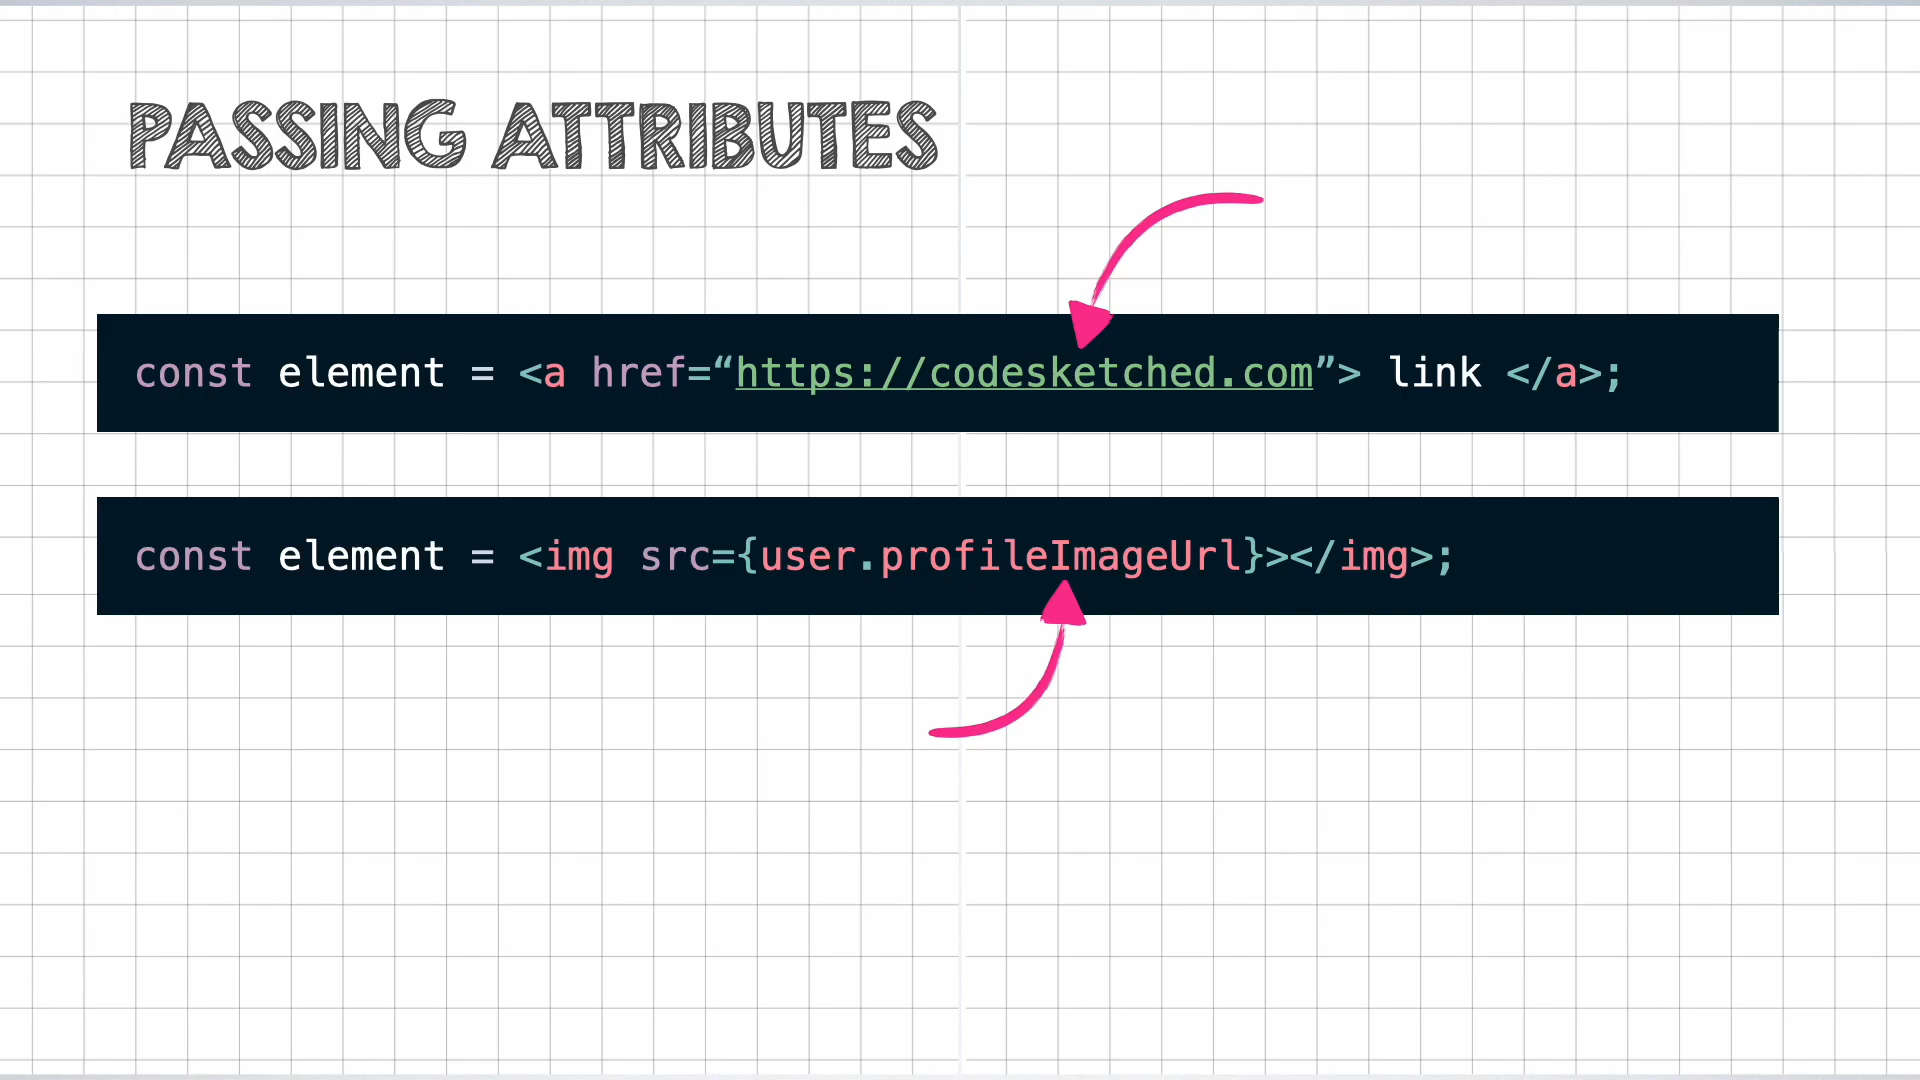 PASSING ATTRIBUTES
const element = <a href=“https://codesketched.com”> link </a>;
const element = <img src={user.profileImageUrl}></img>;